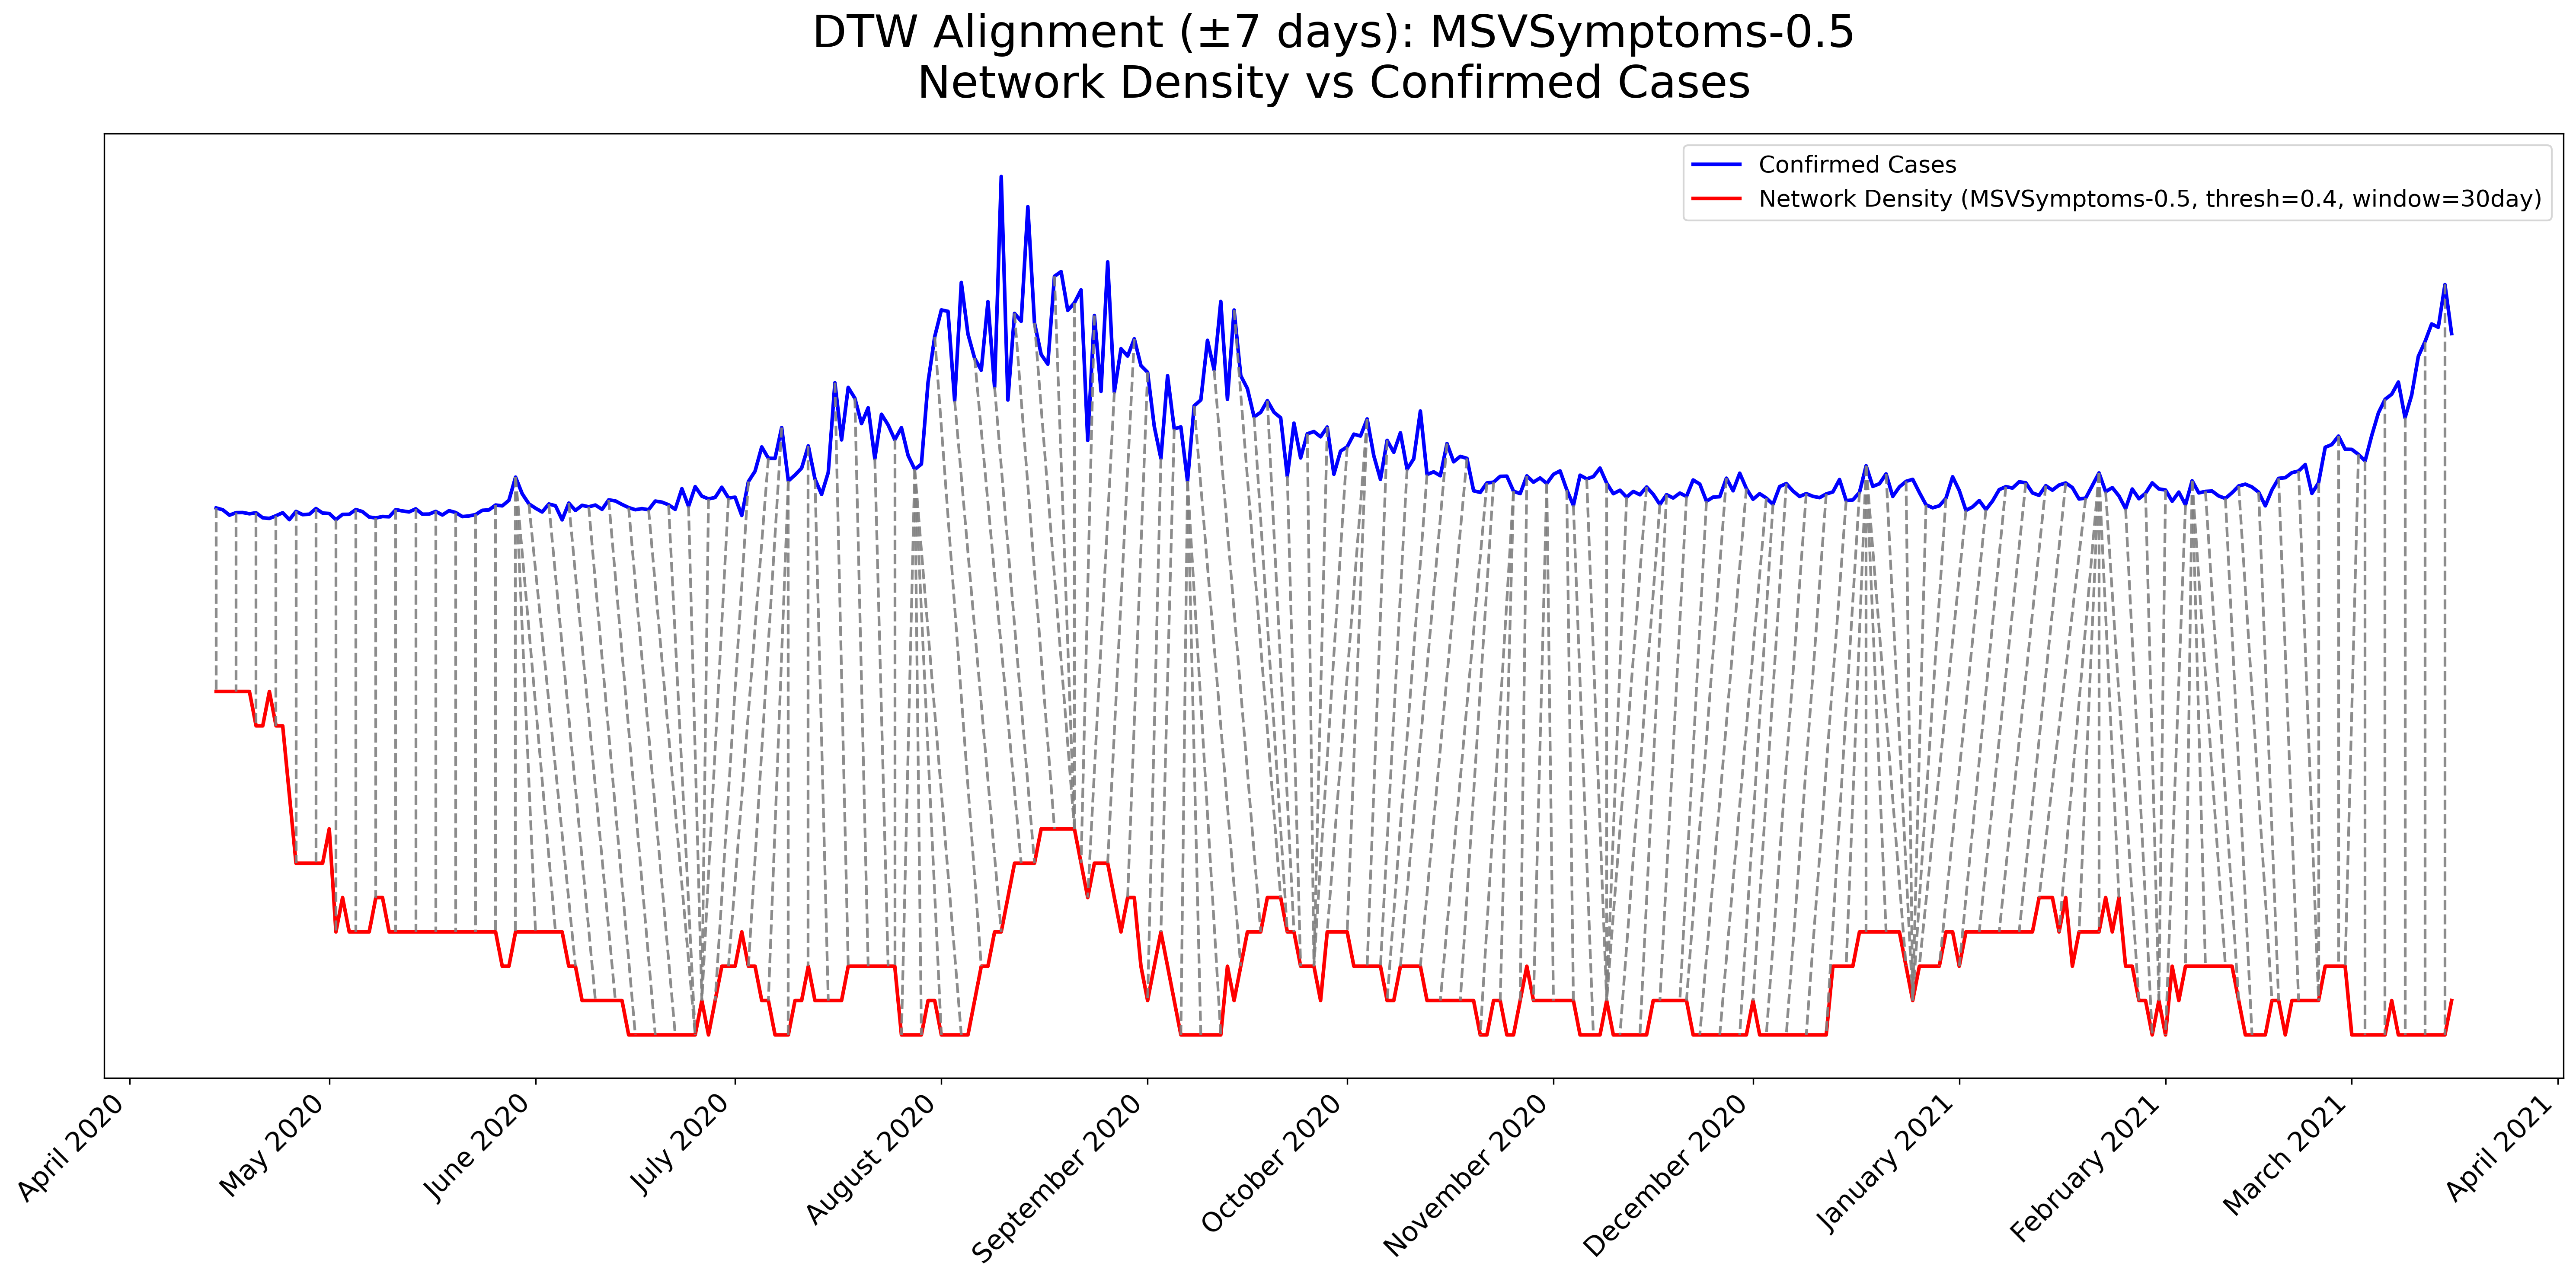 DTW Alignment (±7 days): MSVSymptoms-0.5
Network Density vs Confirmed Cases
Confirmed Cases
Network Density (MSVSymptoms-0.5, thresh=0.4, window=30day)
April 2020
May 2020
June 2020
July 2020
August 2020
September 2020
October 2020
November 2020
December 2020
January 2021
February 2021
March 2021
April 2021